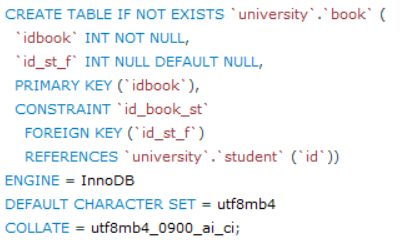 CREATE TABLE IF NOT EXISTS `university`.`book` (
`idbook` INT NOT NULL,
`id_st_f` INT NULL DEFAULT NULL,
PRIMARY KEY (`idbook`),
CONSTRAINT `id_book_st`
FOREIGN KEY (`id_st_f`)
REFERENCES `university`.`student` (`id`))
ENGINE = InnoDB
DEFAULT CHARACTER SET = utf8mb4
COLLATE = utf8mb4_0900_ai_ci;